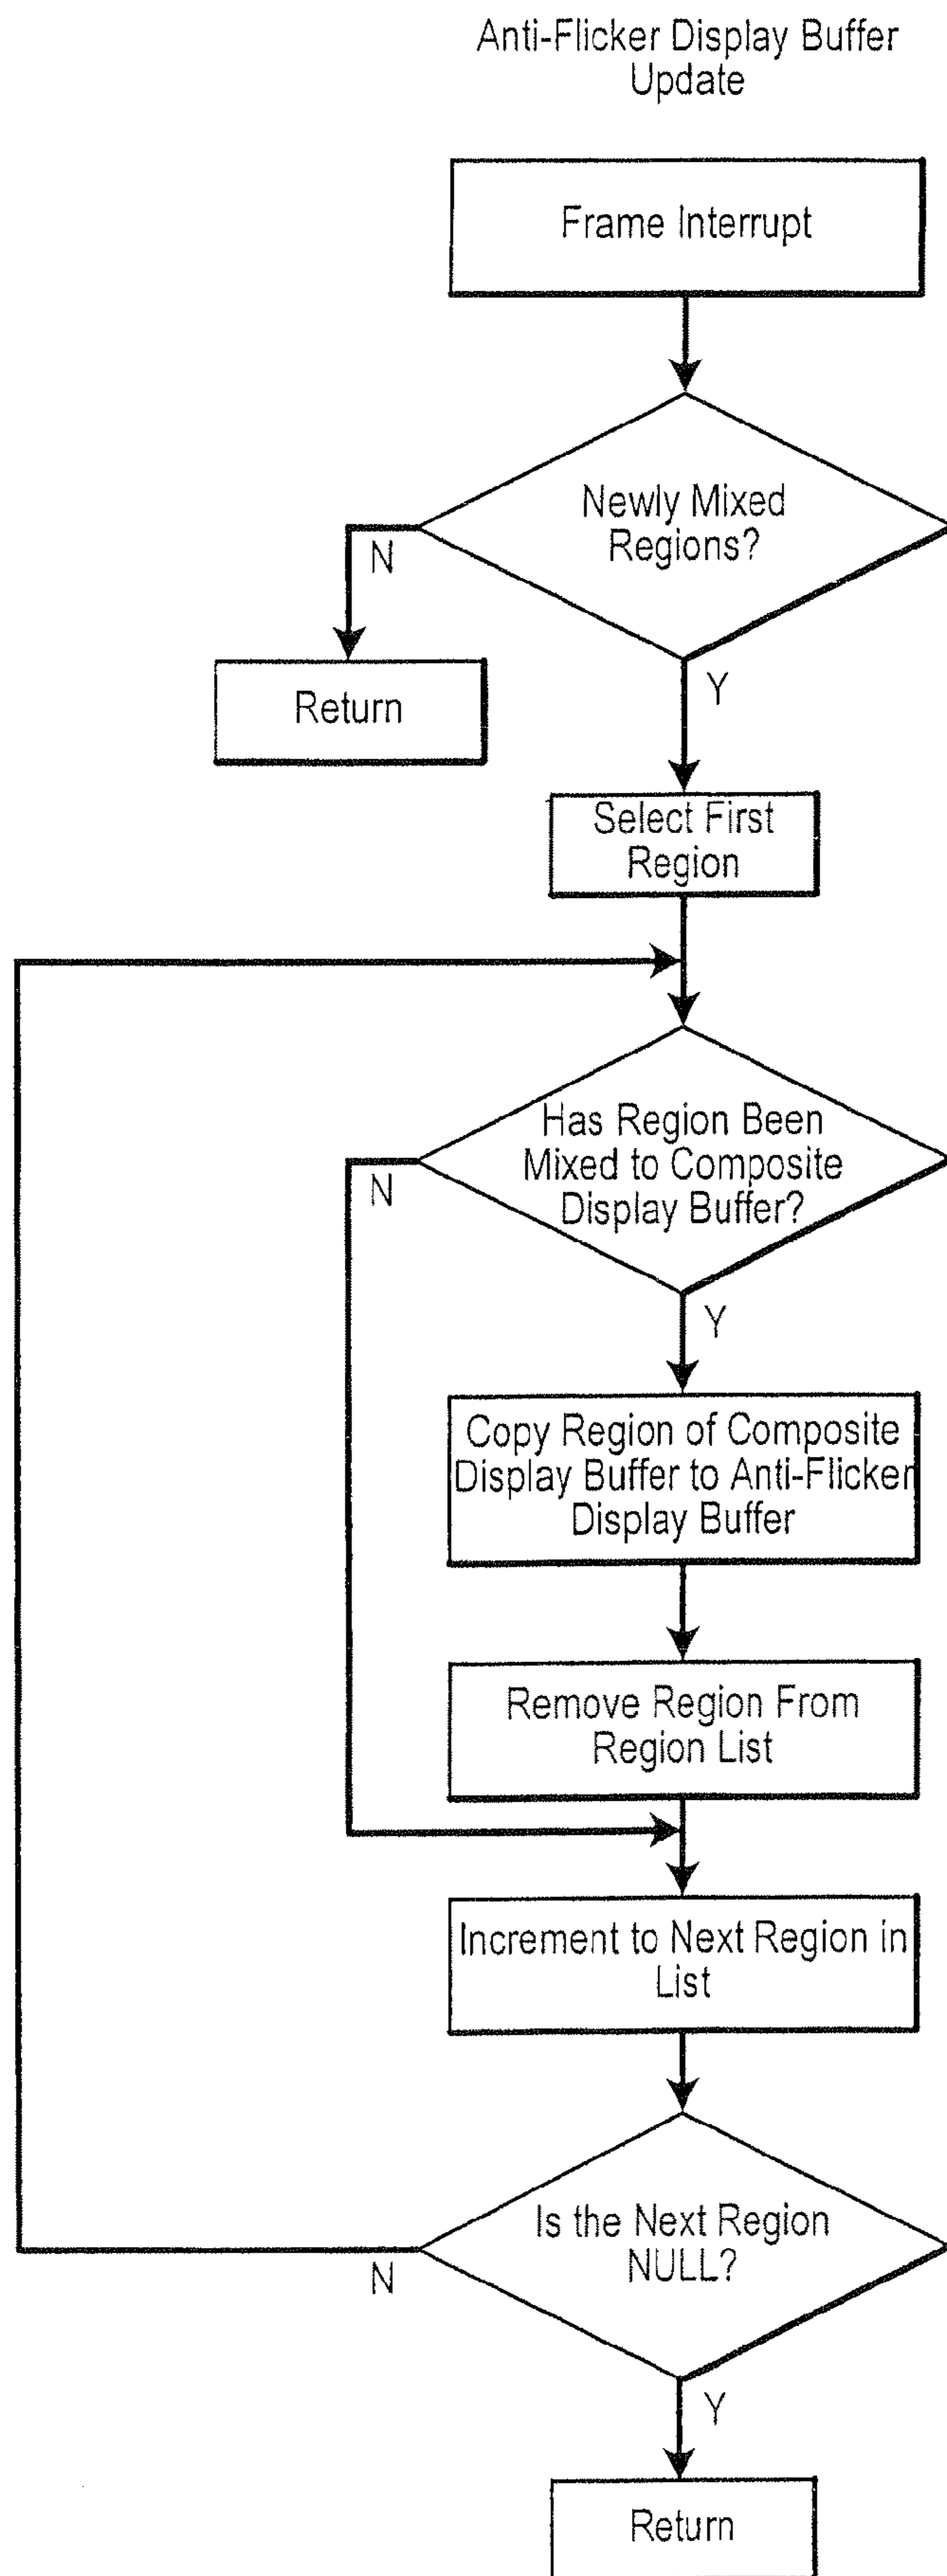 Anti-Flicker Display Buffer
Update
Frame Interrupt
Newly Mixed
Regions?
N
Return
Y
Select First
Region
Has Region Been
Mixed to Composite
Display Buffer?
N
Y
Copy Region of Composite
Display Buffer to Anti-Flicker
Display Buffer
Remove Region From
Region List
Increment to Next Region in
List
Is the Next Region
NULL?
N
Y
Return